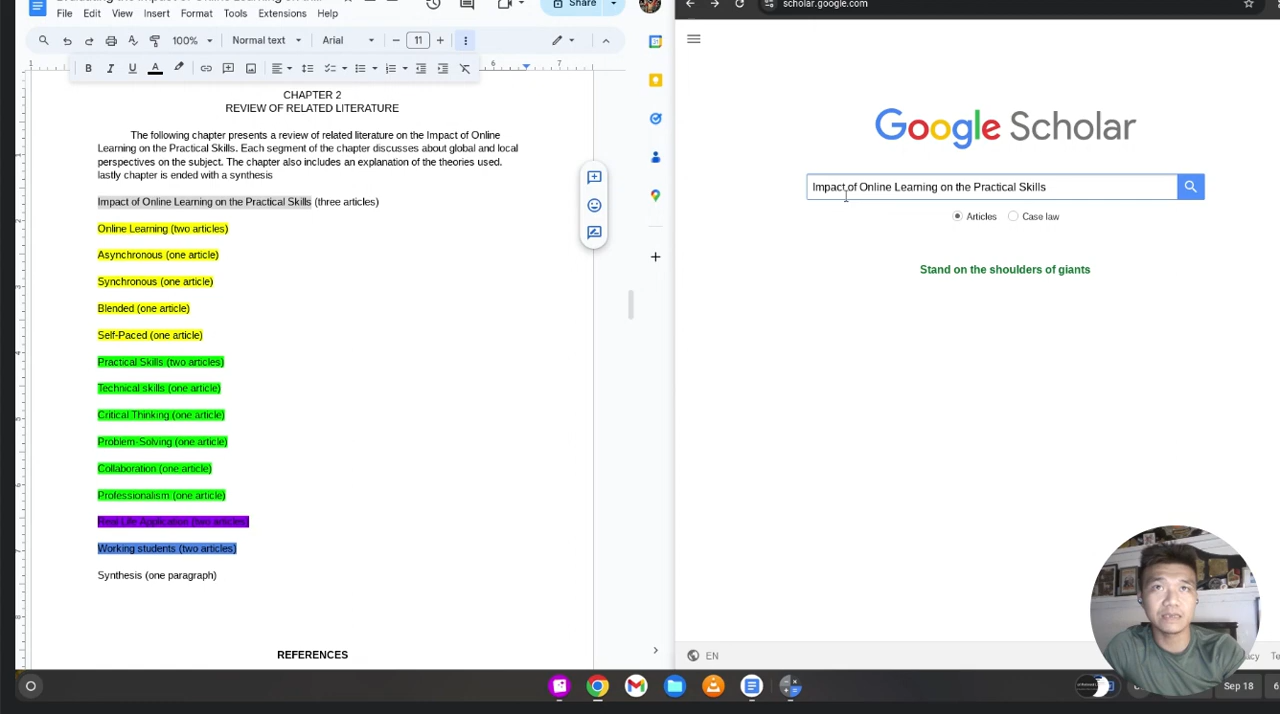 Share
File Edit View Insert Format Tools Extensions Help
100% Normal text Arial 11
CHAPTER 2
REVIEW OF RELATED LITERATURE
The following chapter presents a review of related literature on the Impact of Online
Learning on the Practical Skills. Each segment of the chapter discusses about global and local
perspectives on the subject. The chapter also includes an explanation of the theories used.
lastly chapter is ended with a synthesis
Impact of Online Learning on the Practical Skills (three articles)
Online Learning (two articles)
Asynchronous (one article)
Synchronous (one article)
Blended (one article)
Self-Paced (one article)
Practical Skills (two articles)
Technical skills (one article)
Critical Thinking (one article)
Problem-Solving (one article)
Collaboration (one article)
Professionalism (one article)
Real Life Application (two articles)
Working students (two articles)
Synthesis (one paragraph)
REFERENCES
scholar.google.com
Google Scholar
Impact of Online Learning on the Practical Skills
Articles Case law
Stand on the shoulders of giants
EN
Sep 18